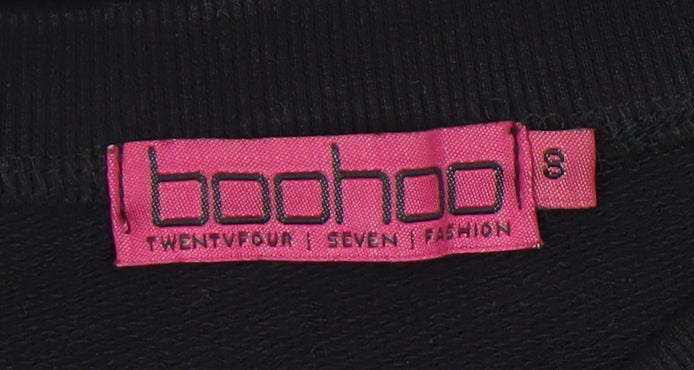 boohoo
8
TWENTYFOUR | SEVEN | FASHION